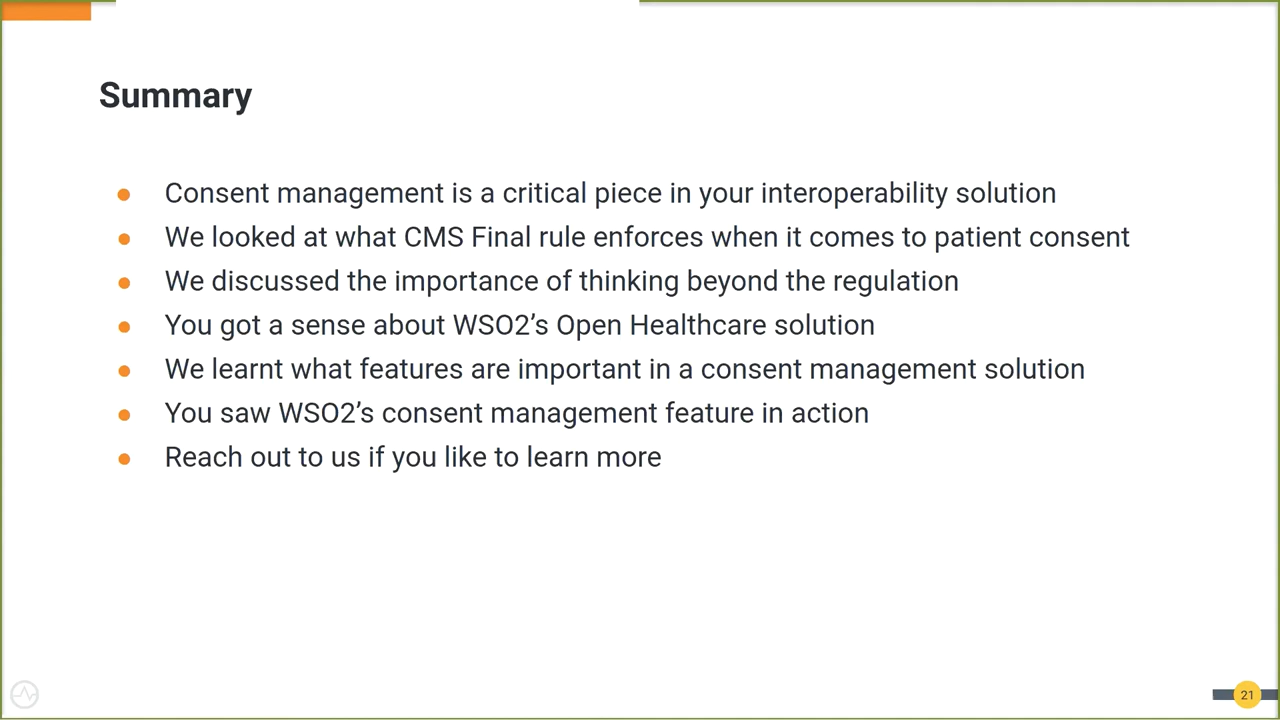 Summary
Consent management is a critical piece in your interoperability solution
We looked at what CMS Final rule enforces when it comes to patient consent
We discussed the importance of thinking beyond the regulation
You got a sense about WSO2’s Open Healthcare solution
We learnt what features are important in a consent management solution
You saw WSO2’s consent management feature in action
Reach out to us if you like to learn more
21